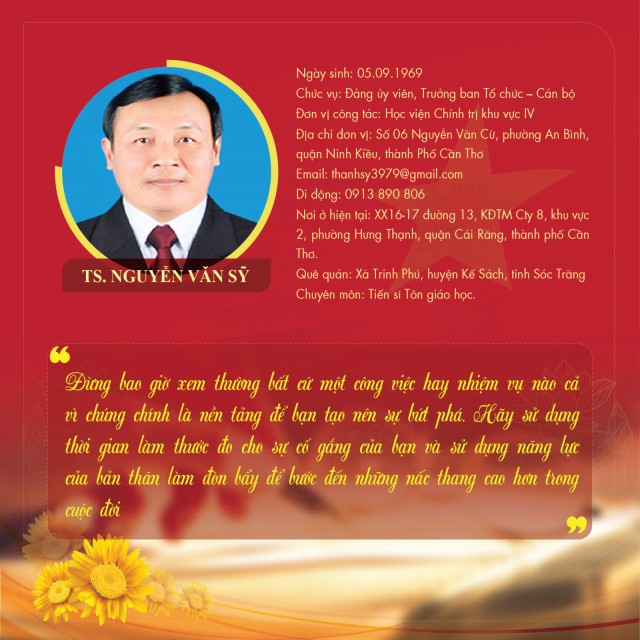 Ngày sinh: 05.09.1969
Chức vụ: Đảng ủy viên, Trưởng ban Tổ chức – Cán bộ
Đơn vị công tác: Học viện Chính trị khu vực IV
Địa chỉ đơn vị: Số 06 Nguyễn Văn Cừ, phường An Bình,
quận Ninh Kiều, thành Phố Cần Thơ
Email: thanhsy3979@gmail.com
Di động: 0913 890 806
Nơi ở hiện tại: XX16-17 đường 13, KĐTM Cty 8, khu vực
2, phường Hưng Thạnh, quận Cái Răng, thành phố Cần
Thơ.
Quê quán: Xã Trinh Phú, huyện Kế Sách, tỉnh Sóc Trăng
Chuyên môn: Tiến sĩ Tôn giáo học.
TS. NGUYỄN VĂN SỸ
“
Đừng bao giờ xem thường bất cứ một công việc hay nhiệm vụ nào cả
vì chúng chính là nền tảng để bạn tạo nên sự bứt phá. Hãy sử dụng
thời gian làm thước đo cho sự cố gắng của bạn và sử dụng năng lực
của bản thân làm đòn bẩy để bước đến những nấc thang cao hơn trong
cuộc đời
”